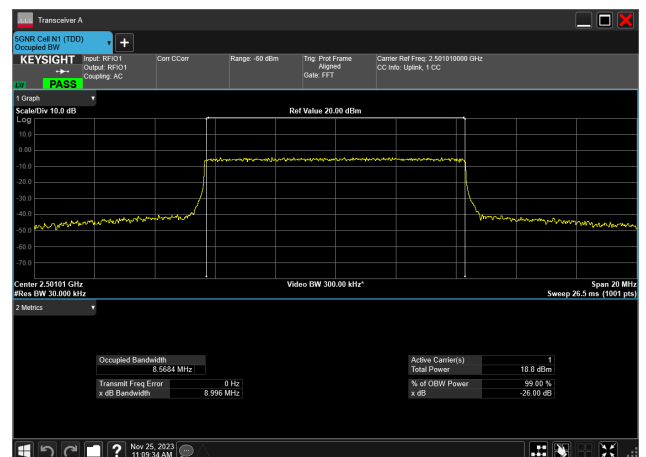 Transceiver A
5GNR Cell N1 (TDD)
Occupied BW
KEYSIGHT
LNI
PASS
Input: RFIO1
Output: RFIO1
Coupling: AC
Corr CCorr
Range: -60 dBm
Trig: Prot Frame
Aligned
Gate: FFT
Carrier Ref Freq: 2.501010000 GHz
CC Info: Uplink, 1 CC
1 Graph
Scale/Div 10.0 dB
Ref Value 20.00 dBm
Log
10.0
0.00
-10.0
-20.0
-30.0
-40.0
-50.0
-60.0
-70.0
Center 2.50101 GHz
#Res BW 30.000 kHz
Video BW 300.00 kHz*
Span 20 MHz
Sweep 26.5 ms (1001 pts)
2 Metrics
Occupied Bandwidth
8.5684 MHz
Transmit Freq Error 0 Hz
x dB Bandwidth 8.996 MHz
Active Carrier(s) 1
Total Power 18.8 dBm
% of OBW Power 99.00 %
x dB -26.00 dB
Nov 25, 2023
11:09:34 AM